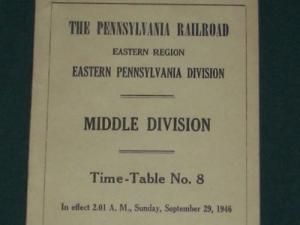 THE PENNSYLVANIA RAILROAD
EASTERN REGION
EASTERN PENNSYLVANIA DIVISION
MIDDLE DIVISION
Time-Table No. 8
In effect 2.01 A. M., Sunday, September 29, 1946